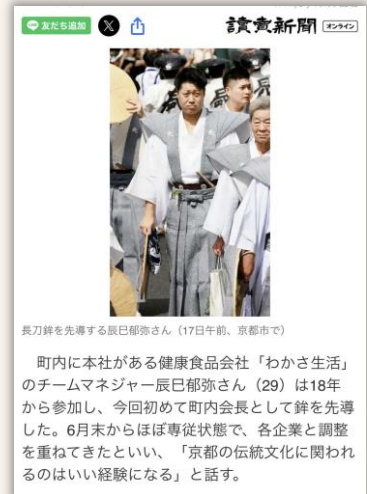 友だち追加
讀賣新聞 オンライン
長刀鉾を先導する辰巳郁弥さん（17日午前、京都市で）
町内に本社がある健康食品会社「わかさ生活」
のチームマネジャー辰巳郁弥さん（29）は18年
から参加し、今回初めて町内会長として鉾を先導
した。6月末からほぼ専従状態で、各企業と調整
を重ねてきたといい、「京都の伝統文化に関われ
るのはいい経験になる」と話す。